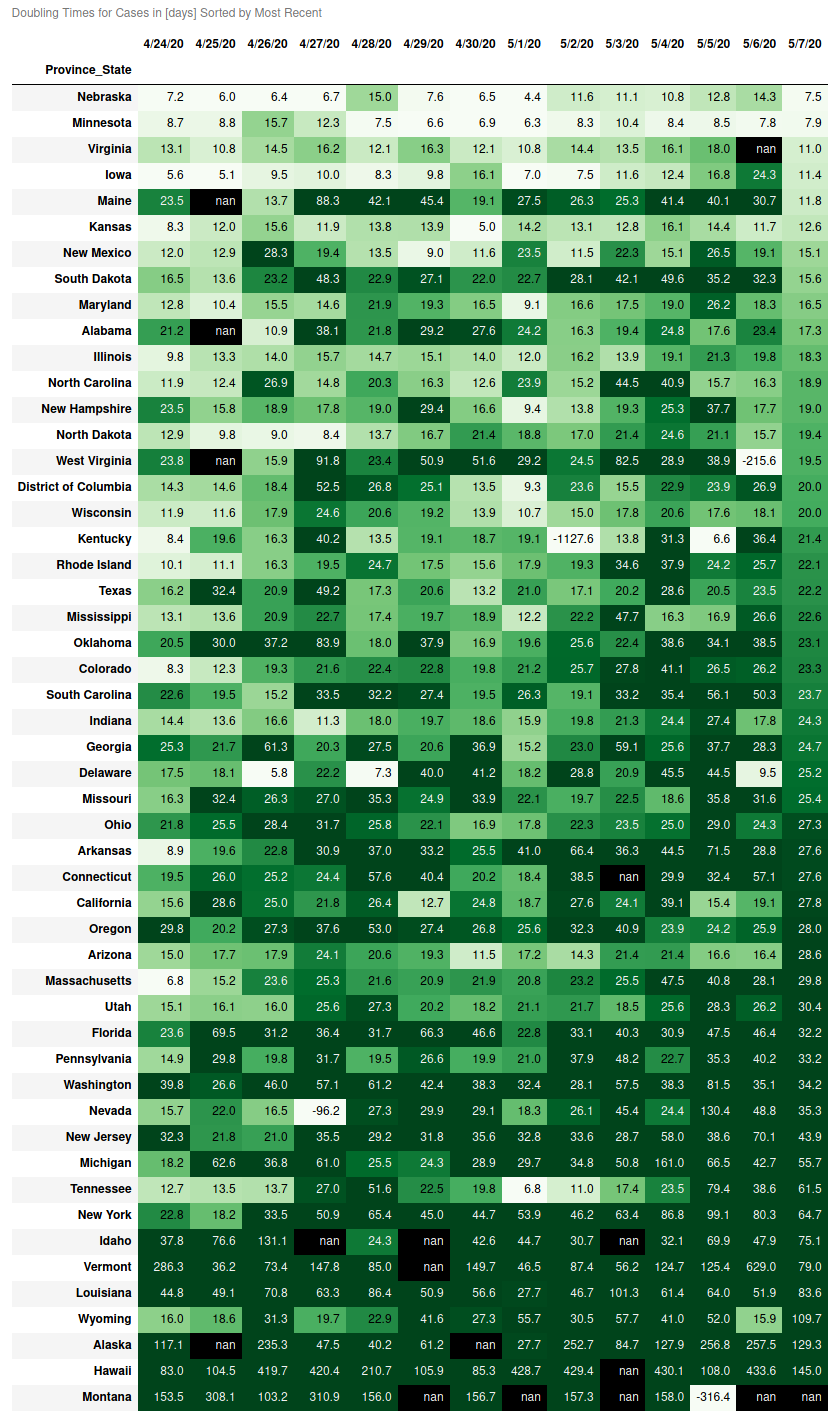 Doubling Times for Cases in [days] Sorted by Most Recent
4/24/20 4/25/20 4/26/20 4/27/20 4/28/20 4/29/20 4/30/20 5/1/20 5/2/20 5/3/20 5/4/20 5/5/20 5/6/20 5/7/20
Province_State
Nebraska 7.2 6.0 6.4 6.7 15.0 7.6 6.5 4.4 11.6 11.1 10.8 12.8 14.3 7.5
Minnesota 8.7 8.8 15.7 12.3 7.5 6.6 6.9 6.3 8.3 10.4 8.4 8.5 7.8 7.9
Virginia 13.1 10.8 14.5 16.2 12.1 16.3 12.1 10.8 14.4 13.5 16.1 18.0 nan 11.0
Iowa 5.6 5.1 9.5 10.0 8.3 9.8 16.1 7.0 7.5 11.6 12.4 16.8 24.3 11.4
Maine 23.5 nan 13.7 88.3 42.1 45.4 19.1 27.5 26.3 25.3 41.4 40.1 30.7 11.8
Kansas 8.3 12.0 15.6 11.9 13.8 13.9 5.0 14.2 13.1 12.8 16.1 14.4 11.7 12.6
New Mexico 12.0 12.9 28.3 19.4 13.5 9.0 11.6 23.5 11.5 22.3 15.1 26.5 19.1 15.1
South Dakota 16.5 13.6 23.2 48.3 22.9 27.1 22.0 22.7 28.1 42.1 49.6 35.2 32.3 15.6
Maryland 12.8 10.4 15.5 14.6 21.9 19.3 16.5 9.1 16.6 17.5 19.0 26.2 18.3 16.5
Alabama 21.2 nan 10.9 38.1 21.8 29.2 27.6 24.2 16.3 19.4 24.8 17.6 23.4 17.3
Illinois 9.8 13.3 14.0 15.7 14.7 15.1 14.0 12.0 16.2 13.9 19.1 21.3 19.8 18.3
North Carolina 11.9 12.4 26.9 14.8 20.3 16.3 12.6 23.9 15.2 44.5 40.9 15.7 16.3 18.9
New Hampshire 23.5 15.8 18.9 17.8 19.0 29.4 16.6 9.4 13.8 19.3 25.3 37.7 17.7 19.0
North Dakota 12.9 9.8 9.0 8.4 13.7 16.7 21.4 18.8 17.0 21.4 24.6 21.1 15.7 19.4
West Virginia 23.8 nan 15.9 91.8 23.4 50.9 51.6 29.2 24.5 82.5 28.9 38.9 -215.6 19.5
District of Columbia 14.3 14.6 18.4 52.5 26.8 25.1 13.5 9.3 23.6 15.5 22.9 23.9 26.9 20.0
Wisconsin 11.9 11.6 17.9 24.6 20.6 19.2 13.9 10.7 15.0 17.8 20.6 17.6 18.1 20.0
Kentucky 8.4 19.6 16.3 40.2 13.5 19.1 18.7 19.1 -1127.6 13.8 31.3 6.6 36.4 21.4
Rhode Island 10.1 11.1 16.3 19.5 24.7 17.5 15.6 17.9 19.3 34.6 37.9 24.2 25.7 22.1
Texas 16.2 32.4 20.9 49.2 17.3 20.6 13.2 21.0 17.1 20.2 28.6 20.5 23.5 22.2
Mississippi 13.1 13.6 20.9 22.7 17.4 19.7 18.9 12.2 22.2 47.7 16.3 16.9 26.6 22.6
Oklahoma 20.5 30.0 37.2 83.9 18.0 37.9 16.9 19.6 25.6 22.4 38.6 34.1 38.5 23.1
Colorado 8.3 12.3 19.3 21.6 22.4 22.8 19.8 21.2 25.7 27.8 41.1 26.5 26.2 23.3
South Carolina 22.6 19.5 15.2 33.5 32.2 27.4 19.5 26.3 19.1 33.2 35.4 56.1 50.3 23.7
Indiana 14.4 13.6 16.6 11.3 18.0 19.7 18.6 15.9 19.8 21.3 24.4 27.4 17.8 24.3
Georgia 25.3 21.7 61.3 20.3 27.5 20.6 36.9 15.2 23.0 59.1 25.6 37.7 28.3 24.7
Delaware 17.5 18.1 5.8 22.2 7.3 40.0 41.2 18.2 28.8 20.9 45.5 44.5 9.5 25.2
Missouri 16.3 32.4 26.3 27.0 35.3 24.9 33.9 22.1 19.7 22.5 18.6 35.8 31.6 25.4
Ohio 21.8 25.5 28.4 31.7 25.8 22.1 16.9 17.8 22.3 23.5 25.0 29.0 24.3 27.3
Arkansas 8.9 19.6 22.8 30.9 37.0 33.2 25.5 41.0 66.4 36.3 44.5 71.5 28.8 27.6
Connecticut 19.5 26.0 25.2 24.4 57.6 40.4 20.2 18.4 38.5 nan 29.9 32.4 57.1 27.6
California 15.6 28.6 25.0 21.8 26.4 12.7 24.8 18.7 27.6 24.1 39.1 15.4 19.1 27.8
Oregon 29.8 20.2 27.3 37.6 53.0 27.4 26.8 25.6 32.3 40.9 23.9 24.2 25.9 28.0
Arizona 15.0 17.7 17.9 24.1 20.6 19.3 11.5 17.2 14.3 21.4 21.4 16.6 16.4 28.6
Massachusetts 6.8 15.2 23.6 25.3 21.6 20.9 21.9 20.8 23.2 25.5 47.5 40.8 28.1 29.8
Utah 15.1 16.1 16.0 25.6 27.3 20.2 18.2 21.1 21.7 18.5 25.6 28.3 26.2 30.4
Florida 23.6 69.5 31.2 36.4 31.7 66.3 46.6 22.8 33.1 40.3 30.9 47.5 46.4 32.2
Pennsylvania 14.9 29.8 19.8 31.7 19.5 26.6 19.9 21.0 37.9 48.2 22.7 35.3 40.2 33.2
Washington 39.8 26.6 46.0 57.1 61.2 42.4 38.3 32.4 28.1 57.5 38.3 81.5 35.1 34.2
Nevada 15.7 22.0 16.5 -96.2 27.3 29.9 29.1 18.3 26.1 45.4 24.4 130.4 48.8 35.3
New Jersey 32.3 21.8 21.0 35.5 29.2 31.8 35.6 32.8 33.6 28.7 58.0 38.6 70.1 43.9
Michigan 18.2 62.6 36.8 61.0 25.5 24.3 28.9 29.7 34.8 50.8 161.0 66.5 42.7 55.7
Tennessee 12.7 13.5 13.7 27.0 51.6 22.5 19.8 6.8 11.0 17.4 23.5 79.4 38.6 61.5
New York 22.8 18.2 33.5 50.9 65.4 45.0 44.7 53.9 46.2 63.4 86.8 99.1 80.3 64.7
Idaho 37.8 76.6 131.1 nan 24.3 nan 42.6 44.7 30.7 nan 32.1 69.9 47.9 75.1
Vermont 286.3 36.2 73.4 147.8 85.0 nan 149.7 46.5 87.4 56.2 124.7 125.4 629.0 79.0
Louisiana 44.8 49.1 70.8 63.3 86.4 50.9 56.6 27.7 46.7 101.3 61.4 64.0 51.9 83.6
Wyoming 16.0 18.6 31.3 19.7 22.9 41.6 27.3 55.7 30.5 57.7 41.0 52.0 15.9 109.7
Alaska 117.1 nan 235.3 47.5 40.2 61.2 nan 27.7 252.7 84.7 127.9 256.8 257.5 129.3
Hawaii 83.0 104.5 419.7 420.4 210.7 105.9 85.3 428.7 429.4 nan 430.1 108.0 433.6 145.0
Montana 153.5 308.1 103.2 310.9 156.0 nan 156.7 nan 157.3 nan 158.0 -316.4 nan nan